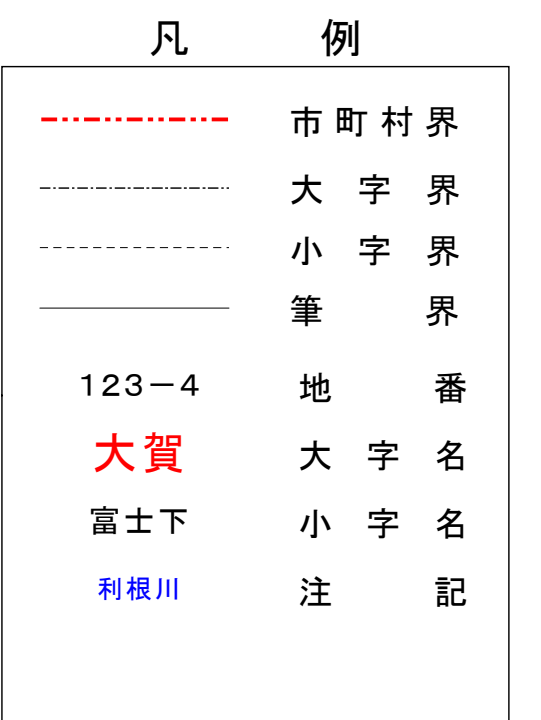 凡 例
市町村界
大字界
小字界
筆界
123−4 地番
大賀 大字名
富士下 小字名
利根川 注記